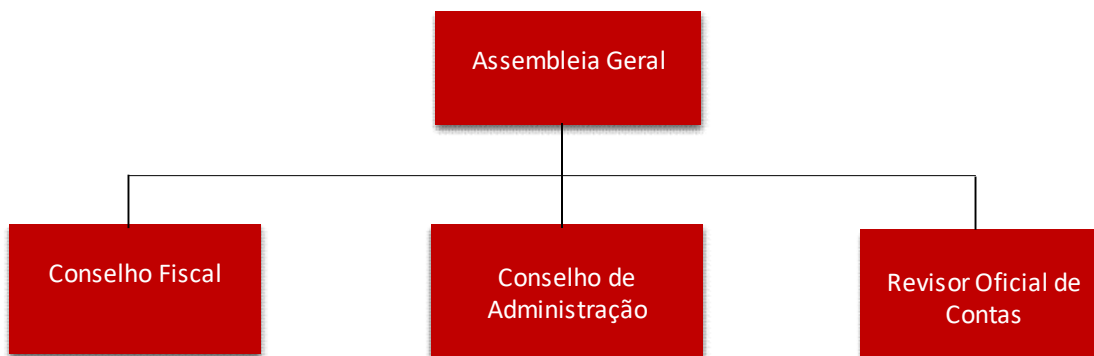 Assembleia Geral
Conselho Fiscal
Conselho de
Administração
Revisor Oficial de
Contas